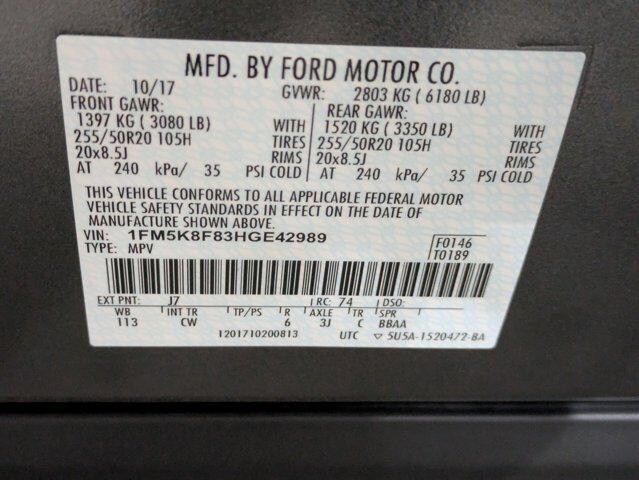 MFD. BY FORD MOTOR CO.
DATE: 10/17 GVWR: 2803 KG ( 6180 LB)
FRONT GAWR: REAR GAWR:
1397 KG ( 3080 LB) WITH 1520 KG ( 3350 LB) WITH
255/50R20 105H TIRES 255/50R20 105H TIRES
20x8.5J RIMS 20x8.5J RIMS
AT 240 kPa/ 35 PSI COLD AT 240 kPa/ 35 PSI COLD
THIS VEHICLE CONFORMS TO ALL APPLICABLE FEDERAL MOTOR
VEHICLE SAFETY STANDARDS IN EFFECT ON THE DATE OF
MANUFACTURE SHOWN ABOVE.
VIN: 1FM5K8F83HGE42989 F0146
TYPE: MPV T0189
EXT PNT: J7 RC: 74 DSO:
WB INT TR TP/PS R AXLE TR SPR
113 CW 6 3J C BBAA
1201710200813 UTC ▽ 5U5A-1520472-BA